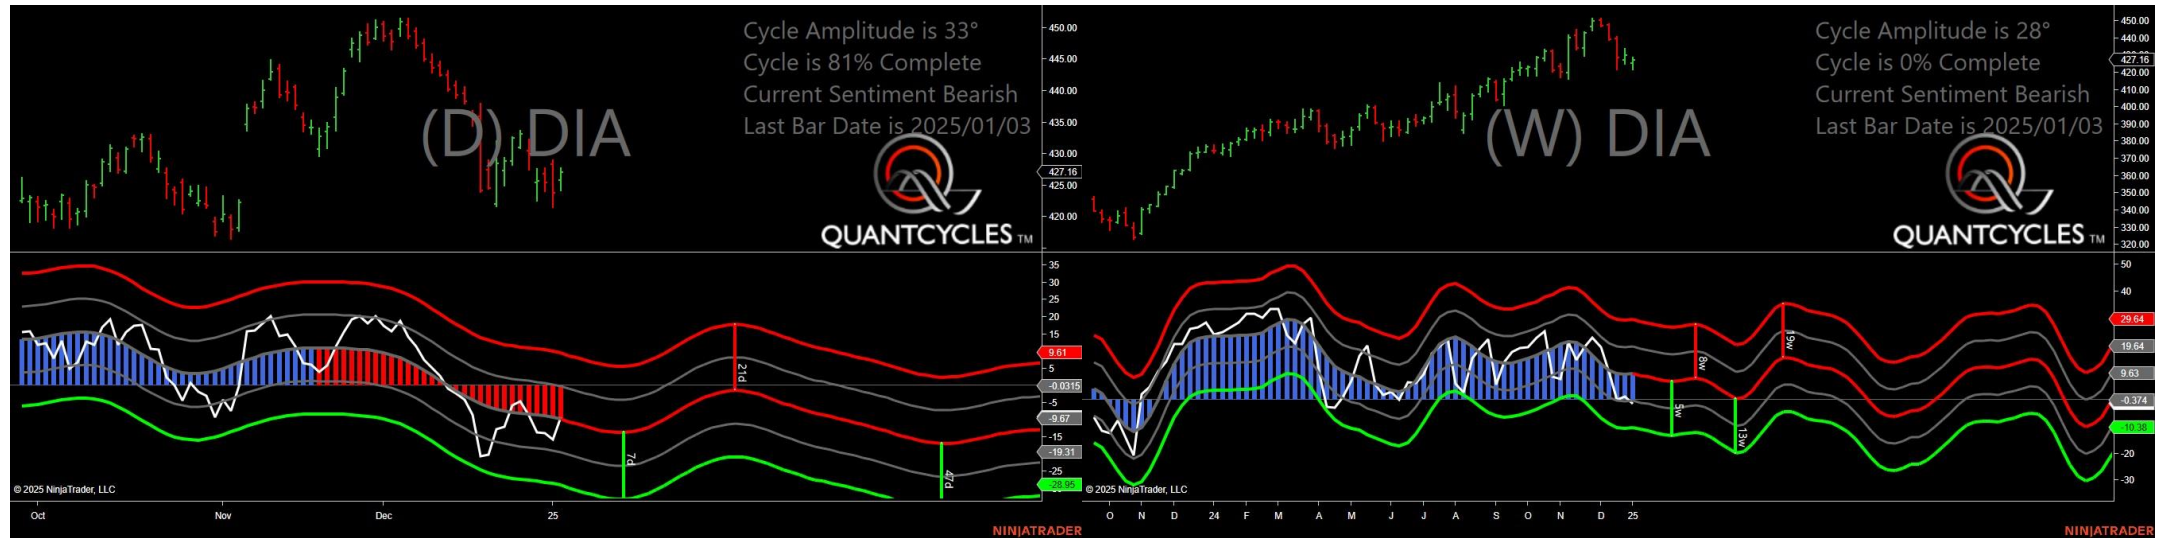 Cycle Amplitude is 33°
Cycle is 81% Complete
Current Sentiment Bearish
Last Bar Date is 2025/01/03
(D) DIA
QUANTCYCLES TM
450.00
445.00
440.00
435.00
430.00
427.16
425.00
420.00
35
30
25
20
15
9.61
5
-0.0315
-5
-9.67
-15
-19.31
-25
-28.95
21d
7d
47d
© 2025 NinjaTrader, LLC
Oct Nov Dec 25
NINJATRADER
Cycle Amplitude is 28°
Cycle is 0% Complete
Current Sentiment Bearish
Last Bar Date is 2025/01/03
(W) DIA
QUANTCYCLES TM
450.00
440.00
427.16
420.00
410.00
400.00
390.00
380.00
370.00
360.00
350.00
340.00
330.00
320.00
50
40
29.64
19.64
9.63
-0.374
-10.38
-20
-30
8w
19w
5w
13w
© 2025 NinjaTrader, LLC
O N D 24 F M A M J J A S O N D 25
NINJATRADER